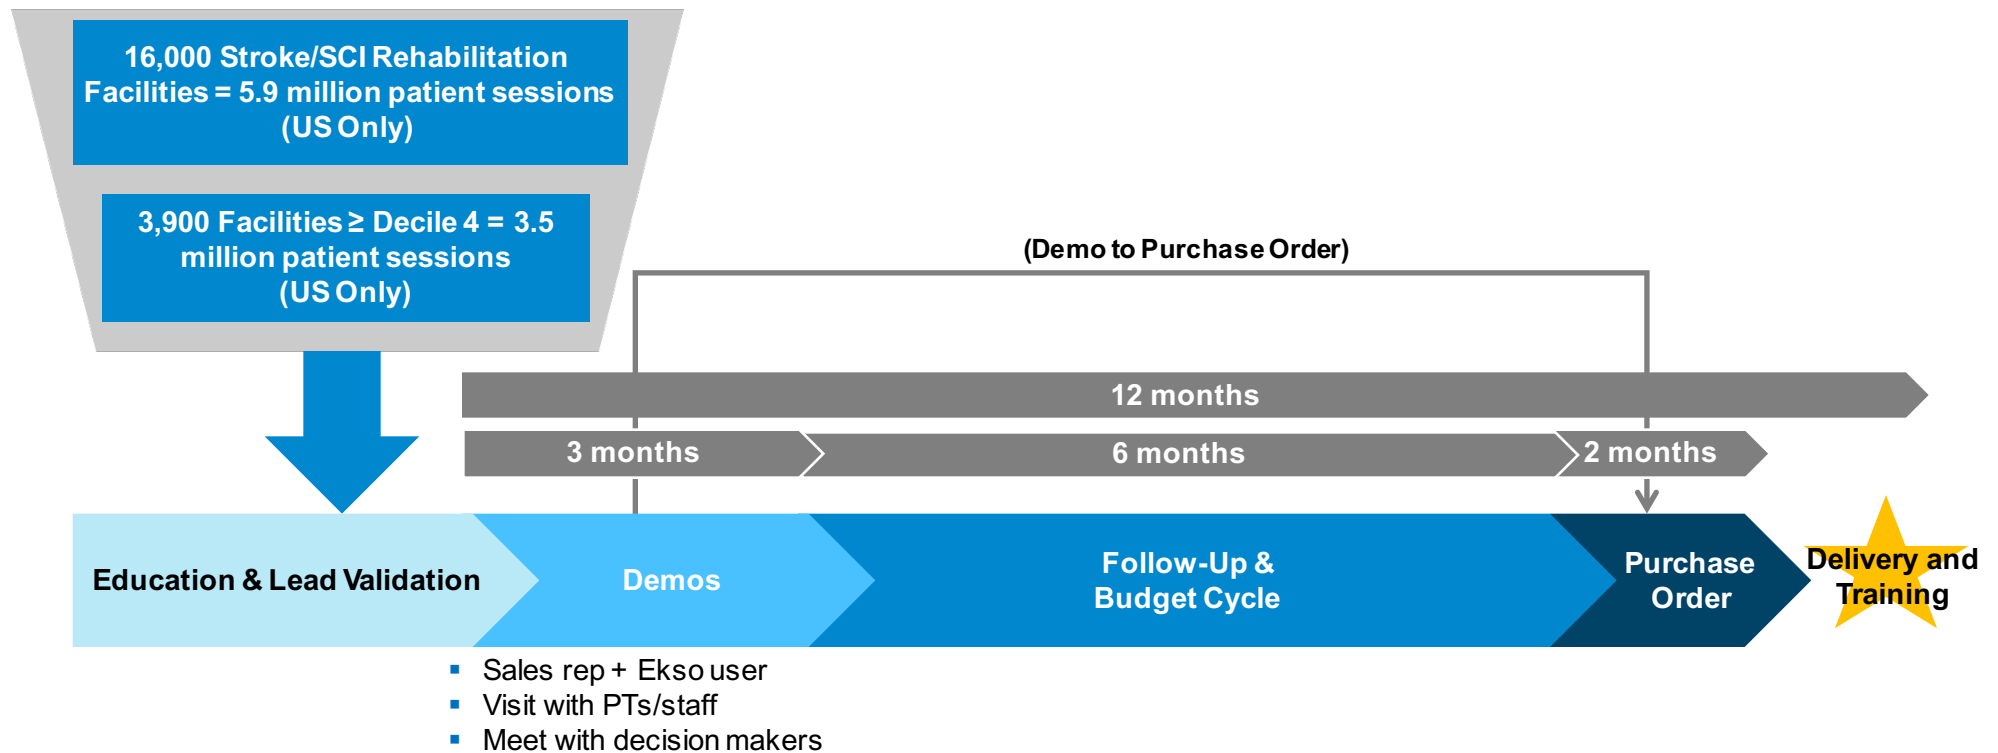 16,000 Stroke/SCI Rehabilitation
Facilities = 5.9 million patient sessions
(US Only)
3,900 Facilities ≥ Decile 4 = 3.5
million patient sessions
(US Only)
(Demo to Purchase Order)
12 months
3 months
6 months
2 months
Education & Lead Validation
Demos
Follow-Up &
Budget Cycle
Purchase
Order
Delivery and
Training
▪ Sales rep + Ekso user
▪ Visit with PTs/staff
▪ Meet with decision makers